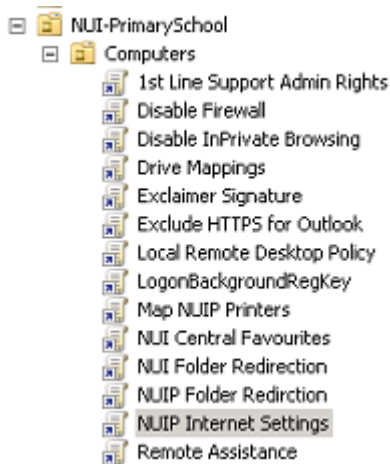 NUI-PrimarySchool
Computers
1st Line Support Admin Rights
Disable Firewall
Disable InPrivate Browsing
Drive Mappings
Exclaimer Signature
Exclude HTTPS for Outlook
Local Remote Desktop Policy
LogonBackgroundRegKey
Map NUIP Printers
NUI Central Favourites
NUI Folder Redirection
NUIP Folder Redirction
NUIP Internet Settings
Remote Assistance